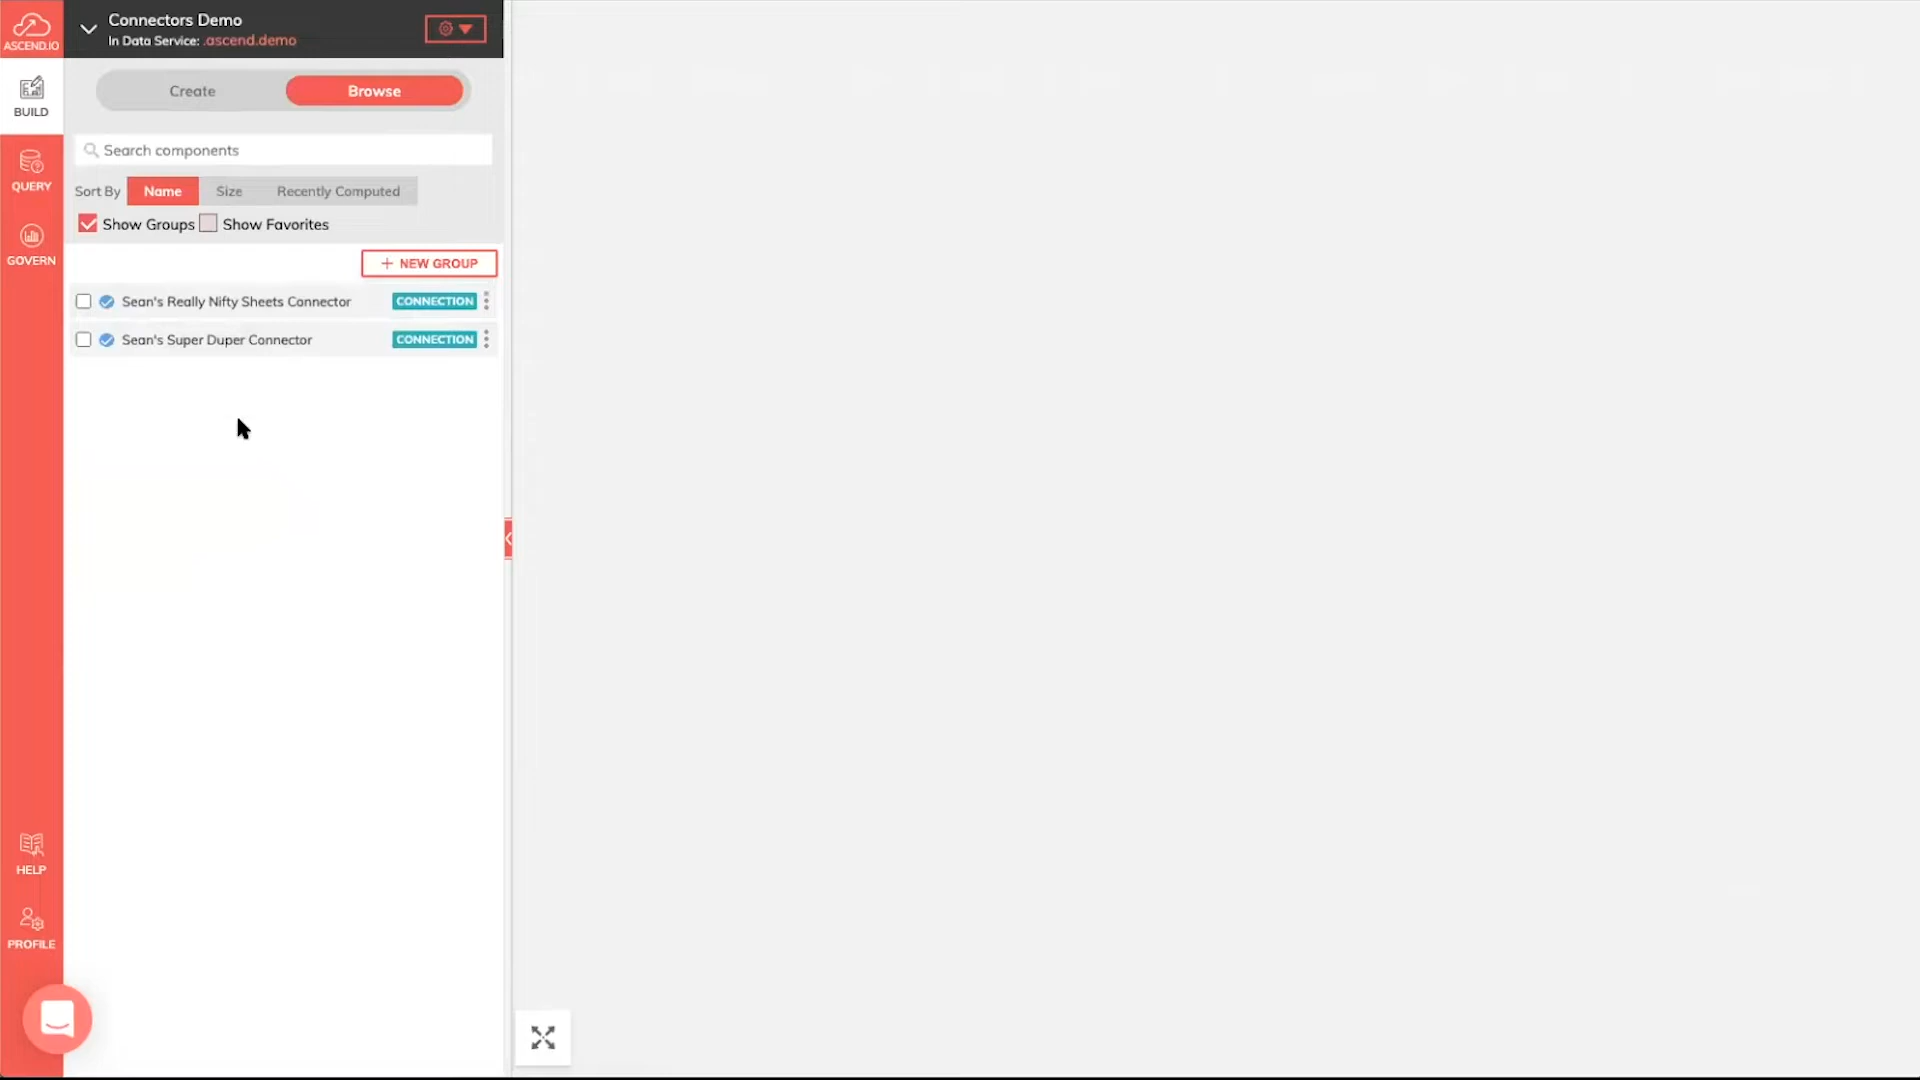 ASCEND.IO
Connectors Demo
In Data Service: .ascend.demo
Create
Browse
BUILD
Search components
QUERY
Sort By Name Size Recently Computed
Show Groups Show Favorites
GOVERN
+ NEW GROUP
Sean's Really Nifty Sheets Connector CONNECTION
Sean's Super Duper Connector CONNECTION
HELP
PROFILE